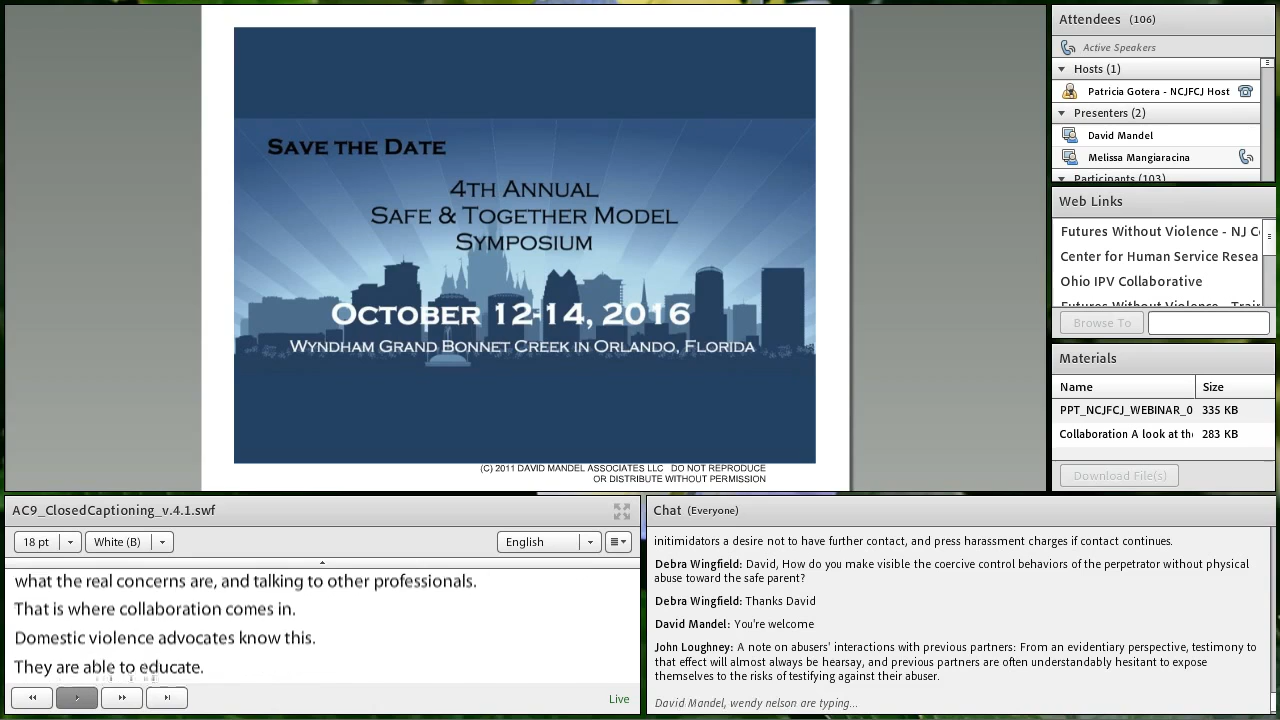 Save the Date
4th Annual
Safe & Together Model
Symposium
October 12-14, 2016
Wyndham Grand Bonnet Creek in Orlando, Florida
(C) 2011 DAVID MANDEL ASSOCIATES LLC DO NOT REPRODUCE
OR DISTRIBUTE WITHOUT PERMISSION
Attendees (106)
Active Speakers
Hosts (1)
Patricia Gotera - NCJFCJ Host
Presenters (2)
David Mandel
Melissa Mangiaracina
Participants (103)
Web Links
Futures Without Violence - NJ C
Center for Human Service Resea
Ohio IPV Collaborative
Futures Without Violence - Trai
Browse To
Materials
Name Size
PPT_NCJFCJ_WEBINAR_0 335 KB
Collaboration A look at the 283 KB
Download File(s)
AC9_ClosedCaptioning_v.4.1.swf
18 pt White (B) English
what the real concerns are, and talking to other professionals.
That is where collaboration comes in.
Domestic violence advocates know this.
They are able to educate.
Live
Chat (Everyone)
initimidators a desire not to have further contact, and press harassment charges if contact continues.
Debra Wingfield: David, How do you make visible the coercive control behaviors of the perpetrator without physical
abuse toward the safe parent?
Debra Wingfield: Thanks David
David Mandel: You're welcome
John Loughney: A note on abusers' interactions with previous partners: From an evidentiary perspective, testimony to
that effect will almost always be hearsay, and previous partners are often understandably hesitant to expose
themselves to the risks of testifying against their abuser.
David Mandel, wendy nelson are typing...